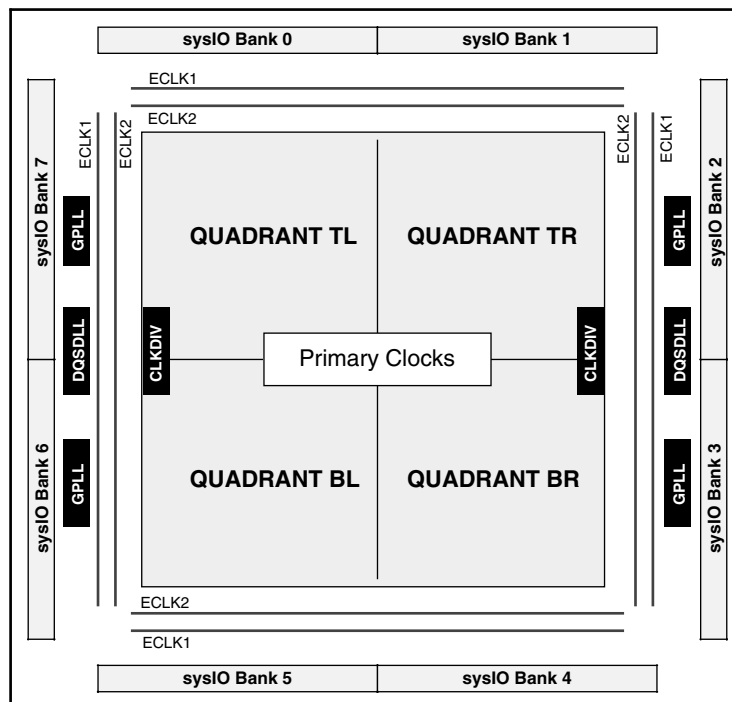 sysIO Bank 0
sysIO Bank 1
ECLK1
ECLK2
ECLK1
ECLK2
ECLK2
ECLK1
sysIO Bank 7
sysIO Bank 2
GPLL
QUADRANT TL
QUADRANT TR
GPLL
DQSDLL
CLKDIV
Primary Clocks
CLKDIV
DQSDLL
sysIO Bank 6
GPLL
QUADRANT BL
QUADRANT BR
GPLL
sysIO Bank 3
ECLK2
ECLK1
sysIO Bank 5
sysIO Bank 4